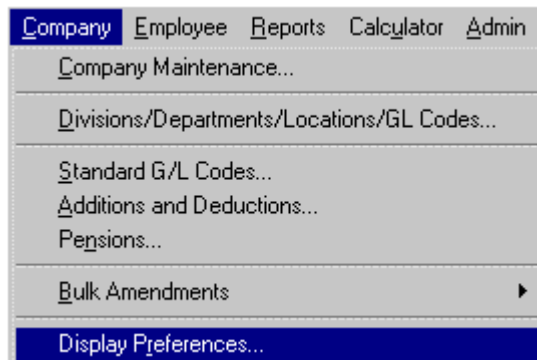 Company Employee Reports Calculator Admin
Company Maintenance...
Divisions/Departments/Locations/GL Codes...
Standard G/L Codes...
Additions and Deductions...
Pensions...
Bulk Amendments
Display Preferences...